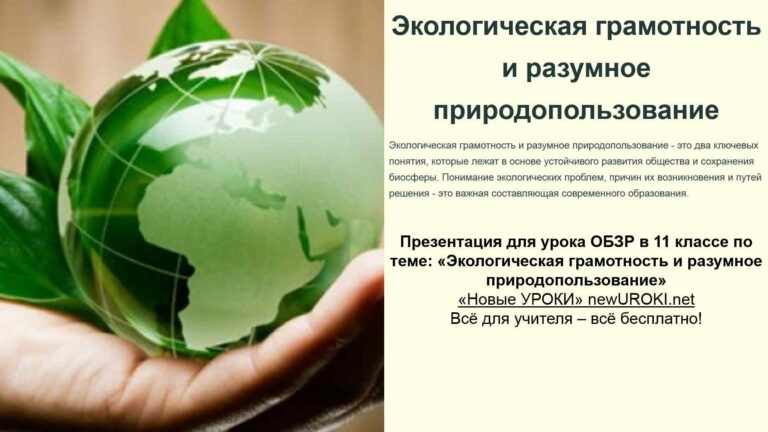 Экологическая грамотность
и разумное
природопользование
Экологическая грамотность и разумное природопользование - это два ключевых
понятия, которые лежат в основе устойчивого развития общества и сохранения
биосферы. Понимание экологических проблем, причин их возникновения и путей
решения - это важная составляющая современного образования.
Презентация для урока ОБЗР в 11 классе по
теме: «Экологическая грамотность и разумное
природопользование»
«Новые УРОКИ» newUROKI.net
Всё для учителя – всё бесплатно!